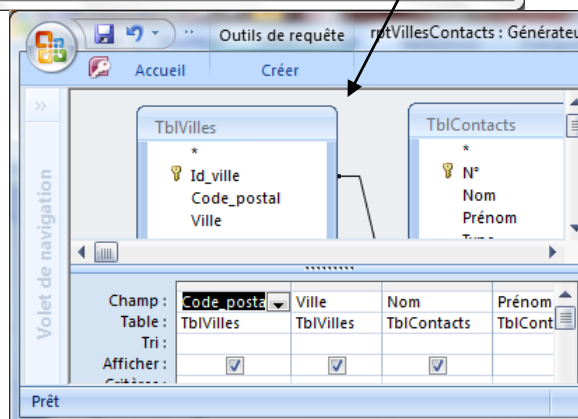 Outils de requête rptVillesContacts : Générateu
Accueil Créer
Volet de navigation
TblVilles
*
Id_ville
Code_postal
Ville
TblContacts
*
N°
Nom
Prénom
Champ : Code_posta Ville Nom Prénom
Table : TblVilles TblVilles TblContacts TblCont
Tri :
Afficher :
Prêt